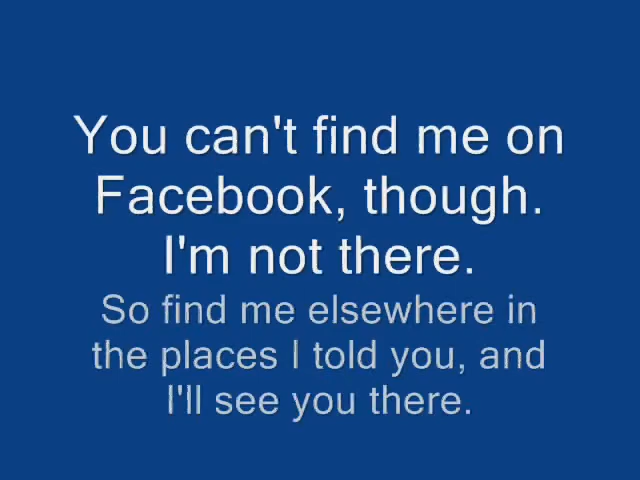 You can't find me on
Facebook, though.
I'm not there.
So find me elsewhere in
the places I told you, and
I'll see you there.